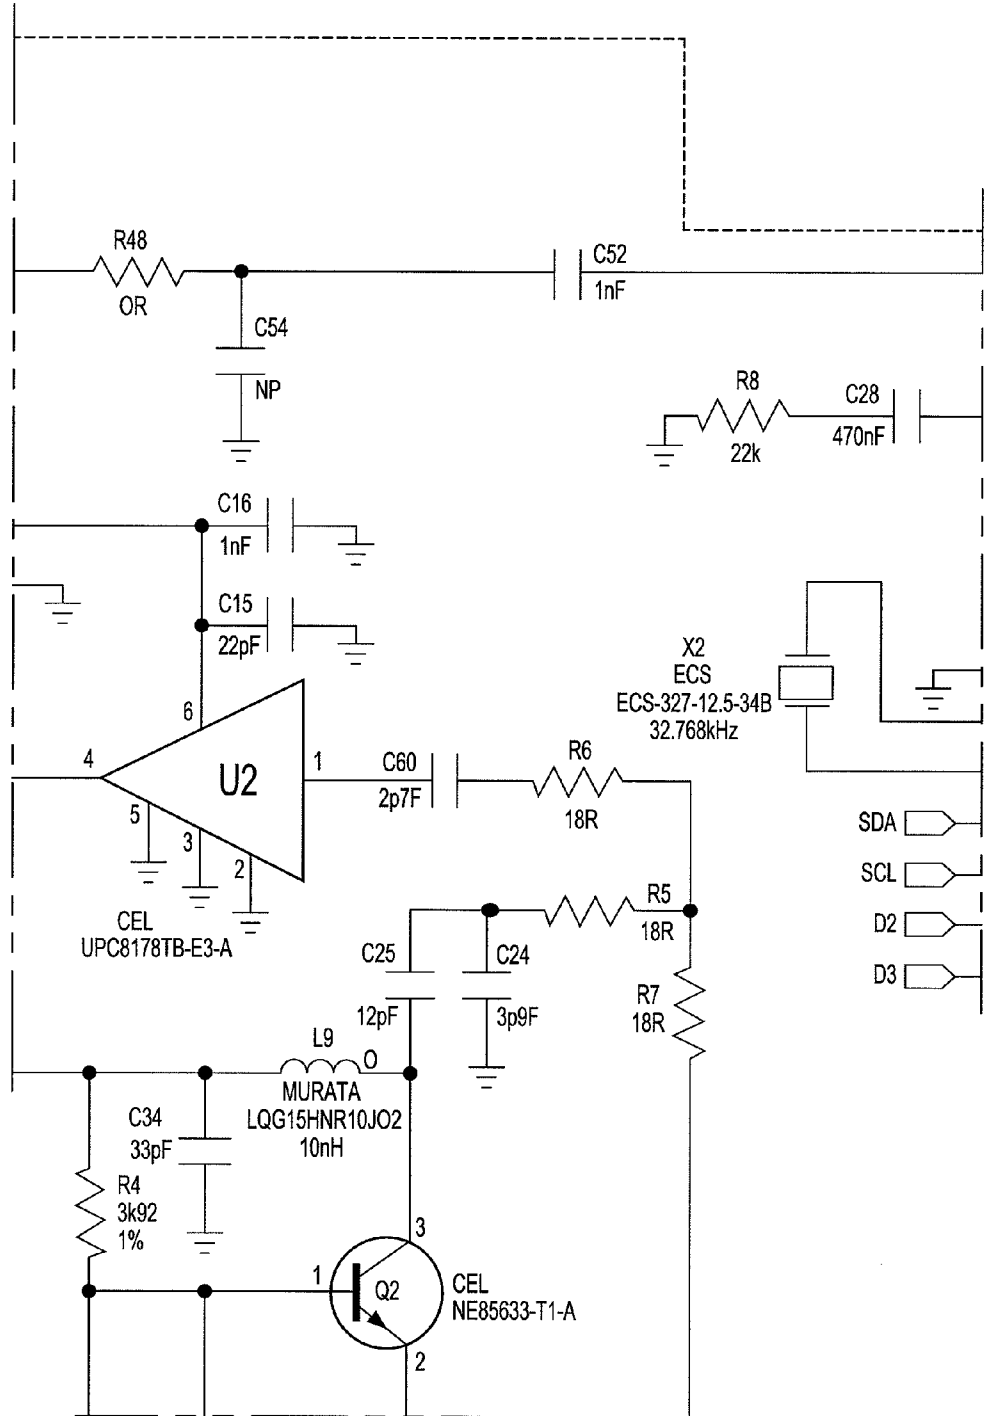 R48
OR
C54
NP
C52
1nF
R8
22k
C28
470nF
C16
1nF
C15
22pF
X2
ECS
ECS-327-12.5-34B
32.768kHz
6
4
U2
1
5
3
2
CEL
UPC8178TB-E3-A
C60
2p7F
R6
18R
SDA
SCL
D2
D3
R5
18R
C25
12pF
C24
3p9F
R7
18R
L9
O
MURATA
LQG15HNR10JO2
10nH
C34
33pF
R4
3k92
1%
3
1
Q2
2
CEL
NE85633-T1-A